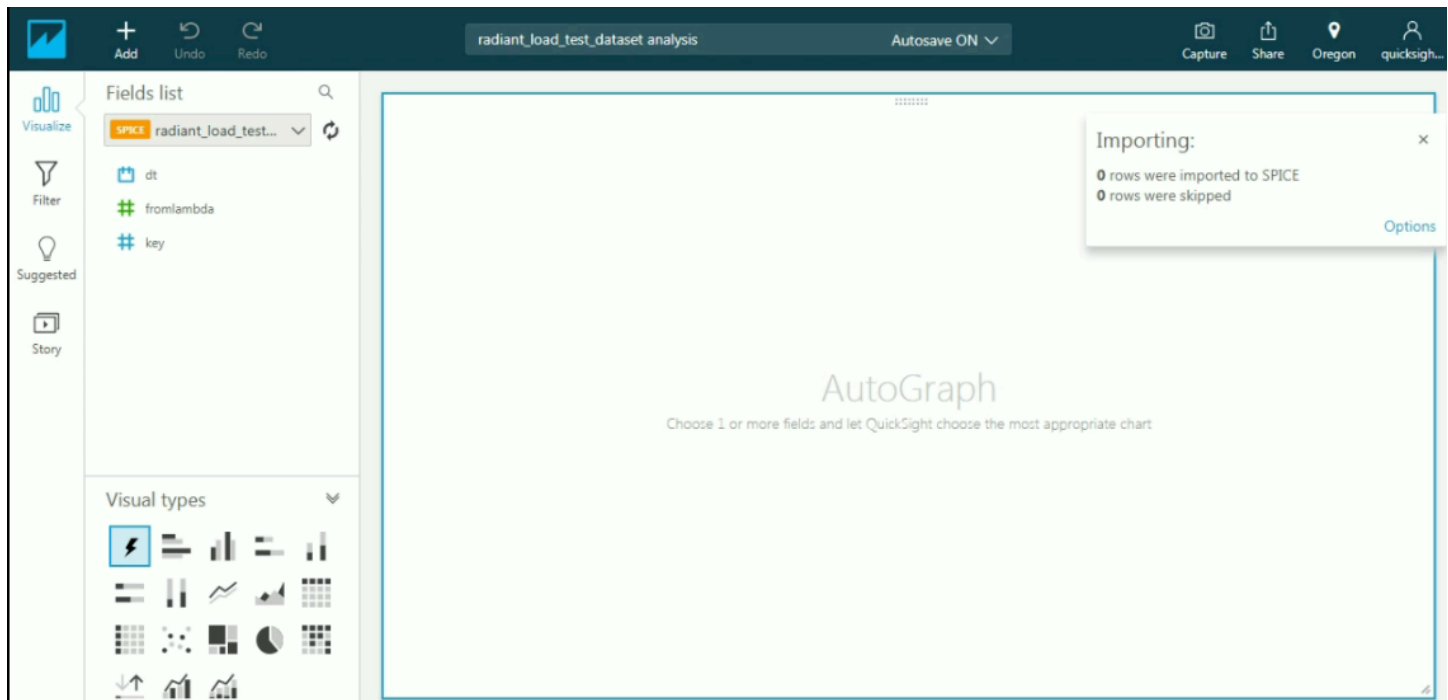 Add
Undo
Redo
radiant_load_test_dataset analysis
Autosave ON
Capture
Share
Oregon
quicksigh...
Visualize
Filter
Suggested
Story
Fields list
SPICE radiant_load_test...
dt
fromlambda
key
Visual types
AutoGraph
Choose 1 or more fields and let QuickSight choose the most appropriate chart
Importing:
0 rows were imported to SPICE
0 rows were skipped
Options